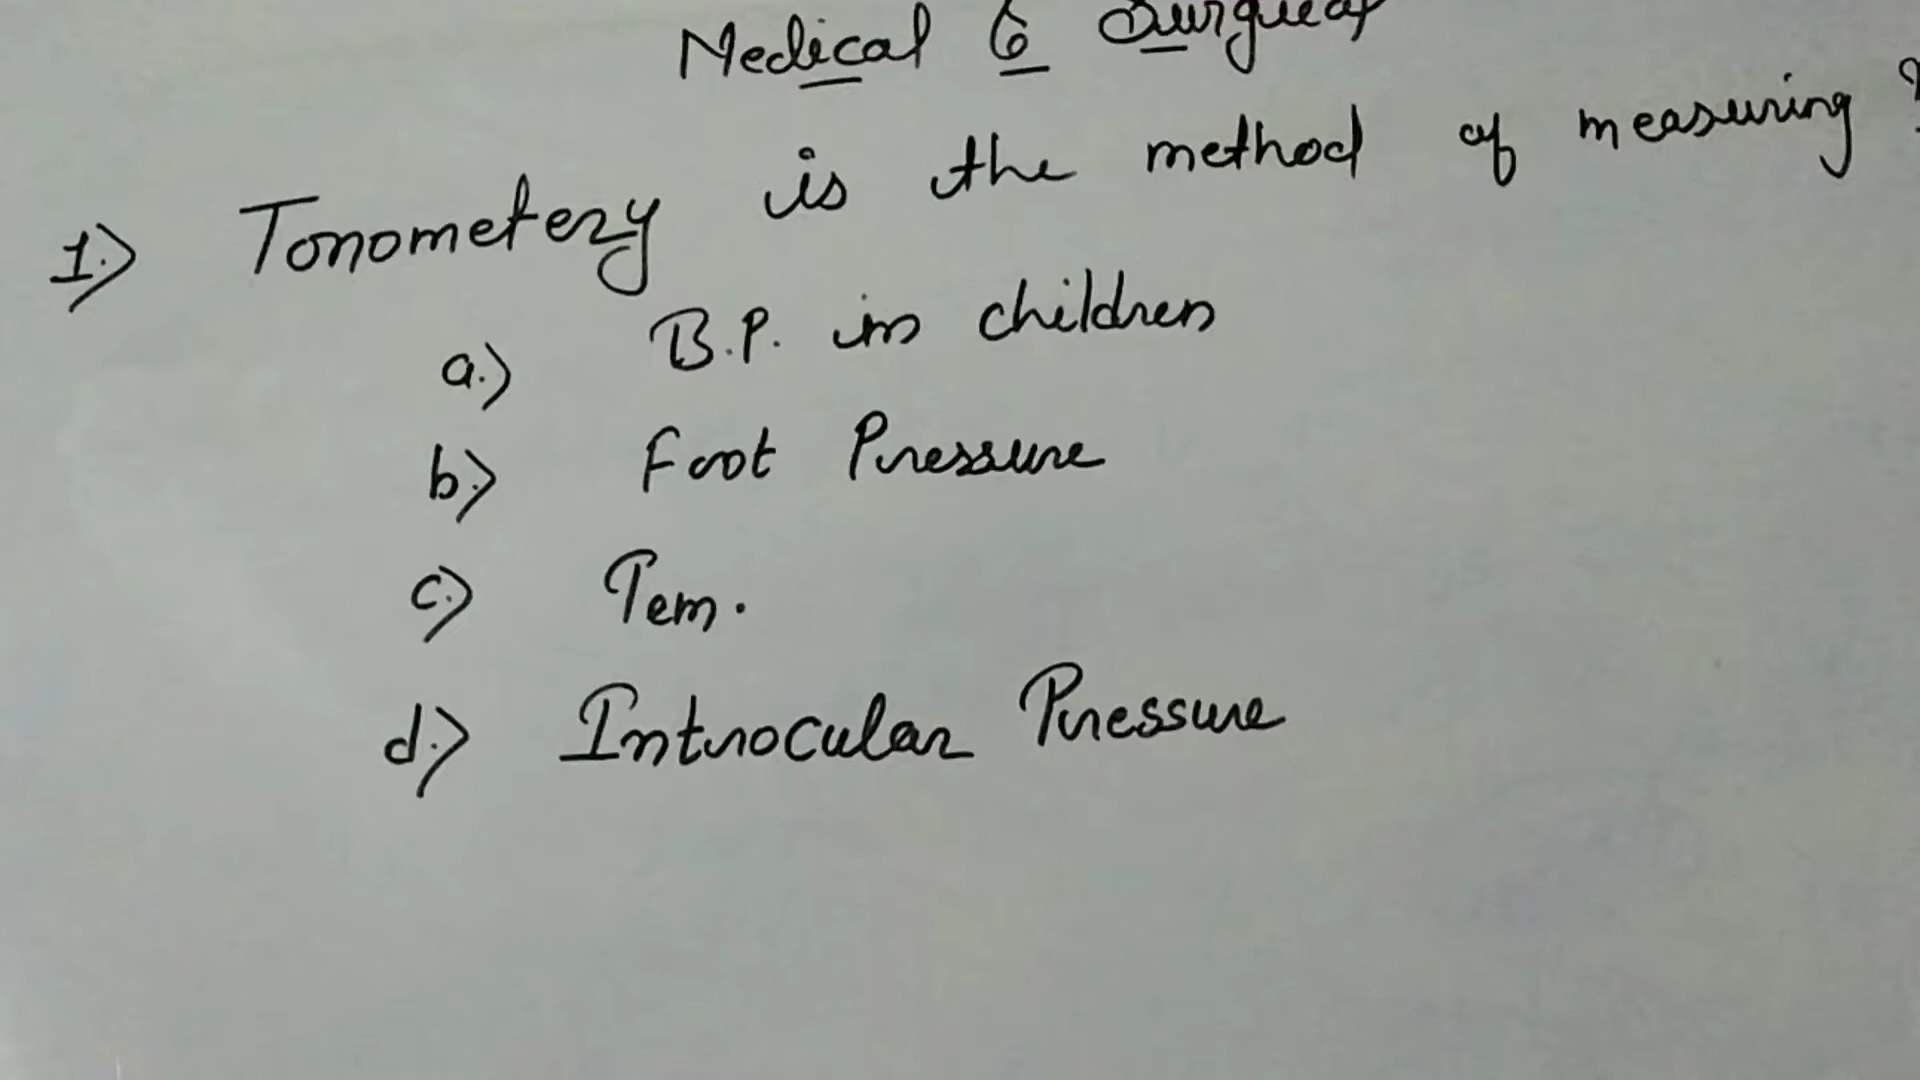 Medical & Surgical
1.) Tonometery is the method of measuring ?
a.) B.P. in children
b.) Foot Pressure
c.) Tem.
d.) Introcular Pressure